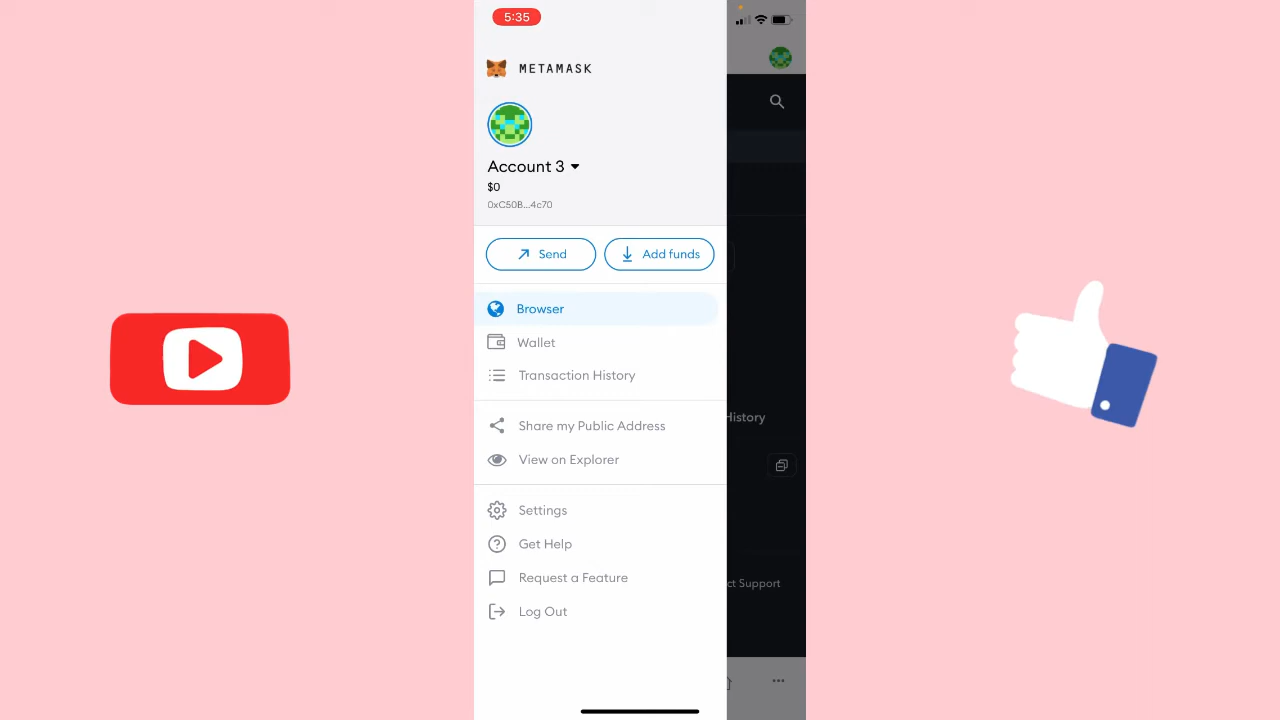 5:35
METAMASK
Account 3
$0
0xC50B...4c70
Send
Add funds
Browser
Wallet
Transaction History
History
Share my Public Address
View on Explorer
Settings
Get Help
Request a Feature
ct Support
Log Out